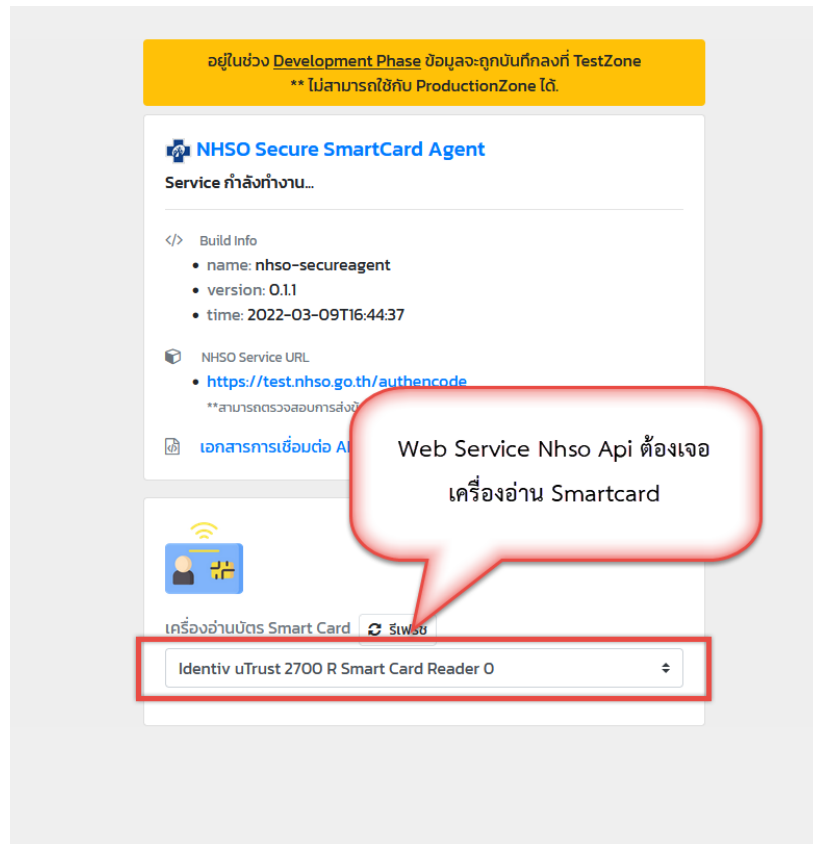 อยู่ในช่วง Development Phase ข้อมูลจะถูกบันทึกลงที่ TestZone
** ไม่สามารถใช้กับ ProductionZone ได้.
NHSO Secure SmartCard Agent
Service กำลังทำงาน...
</> Build Info
• name: nhso-secureagent
• version: 0.1.1
• time: 2022-03-09T16:44:37
NHSO Service URL
• https://test.nhso.go.th/authencode
**สามารถตรวจสอบการส่ง
เอกสารการเชื่อมต่อ
Web Service Nhso Api ต้องเจอ
เครื่องอ่าน Smartcard
เครื่องอ่านบัตร Smart Card รีเฟรช
Identiv uTrust 2700 R Smart Card Reader 0